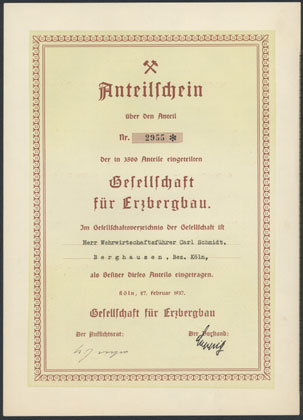 Anteilschein
über den Anteil
Nr. 2955 *
der in 3500 Anteile eingeteilten
Gesellschaft
für Erzbergbau.
Im Gesellschaftsverzeichnis der Gesellschaft ist
Herr Wehrwirtschaftsführer Carl Schmidt,
Berghausen, Bez. Köln,
als Besitzer dieses Anteils eingetragen.
Köln, 27. Februar 1937.
Gesellschaft für Erzbergbau
Der Aufsichtsrat: Der Vorstand: